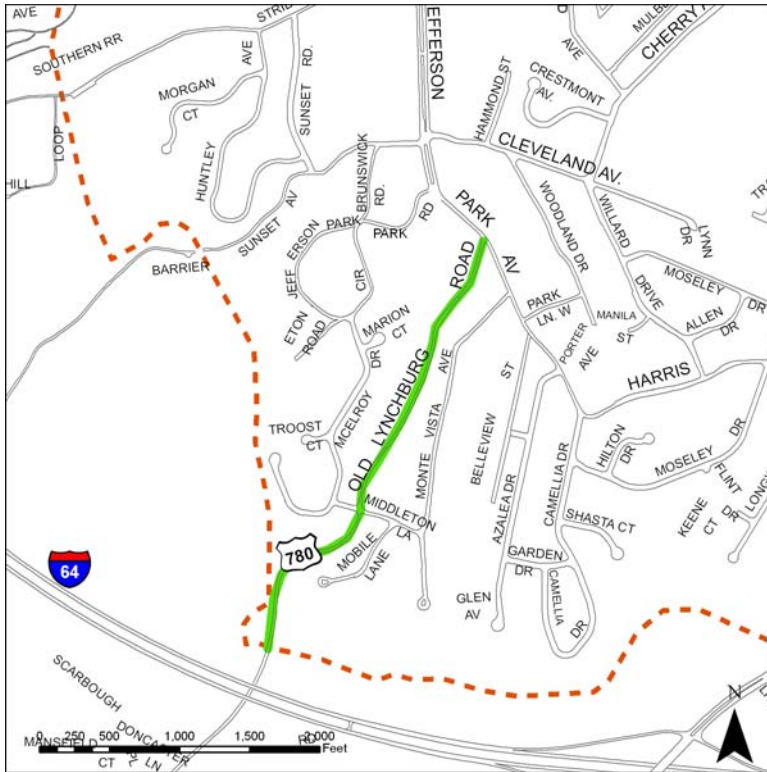 AVE
SOUTHERN RR
AVE
RD.
SUNSET
EFFERSON
AVE
CHERRY
MORGAN
CT
HUNTLEY
LOOP
HILL
HAMMOND ST
CRESTMONT
AV.
CLEVELAND AV.
BRUNSWICK
RD.
SUNSET
AV
BARRIER
PARK
PARK
RD
JEFF
ERSON
CIR
PARK
AV
ROAD
WOODLAND DR
WILLARD
DRIVE
LYNN
DR
MOSELEY
DR
ALLEN
DR
PARK
LN. W
MANILA
ST
PORTER
AVE
HARRIS
ETON
ROAD
MARION
CT
DR
MCELROY
TROOST
CT
OLD LYNCHBURG
MONTE VISTA AVE
BELLEVIEW
ST
AZALEA DR
CAMELLIA DR
HILTON
DR
MOSELEY
DR
FLINT
DR
KEENE
CT
SHASTA CT
MIDDLETON
LA
MOBILE
LANE
780
GARDEN
DR
CAMELLIA
DR
GLEN
AV
64
SCARBOUGH
PL
DONCASTER
LN
MANSFIELD
CT
RD
0 250 500 1,000 1,500 2,000
Feet
N